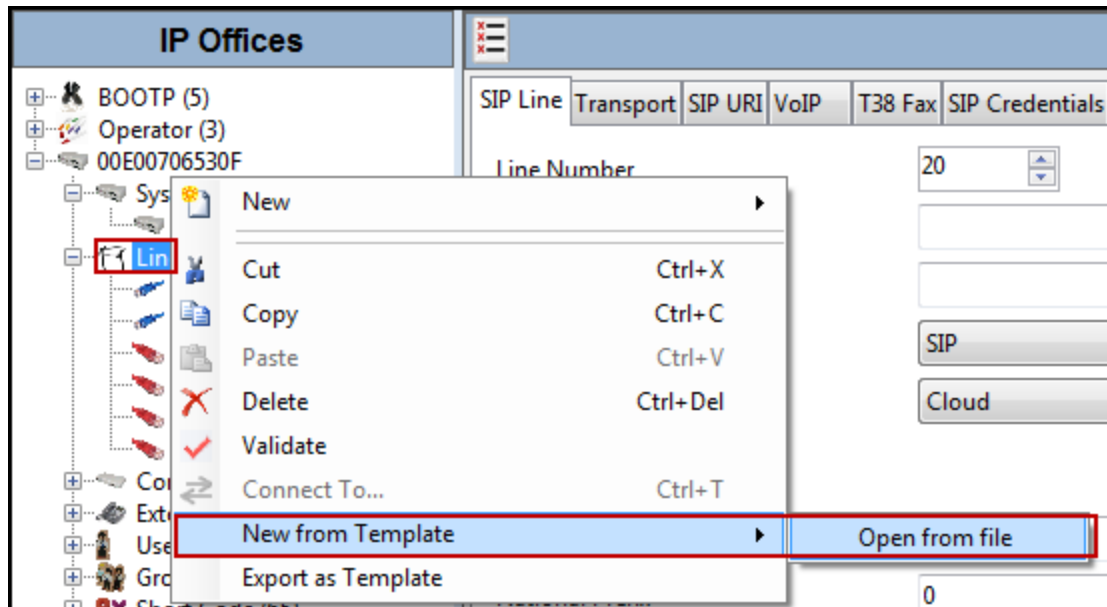 IP Offices
BOOTP (5)
Operator (3)
00E00706530F
Sys
Lin
Ext
Use
Gro
SIP Line Transport SIP URI VoIP T38 Fax SIP Credentials
Line Number 20
SIP
Cloud
0
New
Cut Ctrl+X
Copy Ctrl+C
Paste Ctrl+V
Delete Ctrl+Del
Validate
Connect To... Ctrl+T
New from Template Open from file
Export as Template